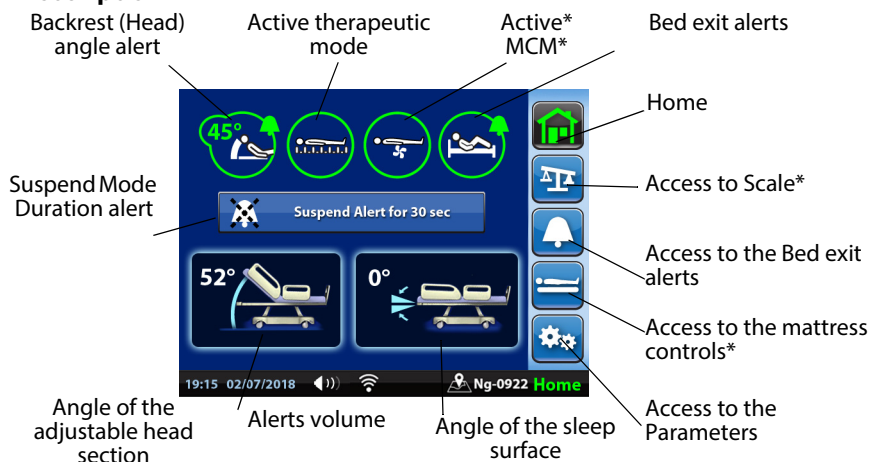 Backrest (Head)
angle alert
Active therapeutic
mode
Active*
MCM*
Bed exit alerts
Home
Access to Scale*
Suspend Mode
Duration alert
45°
Suspend Alert for 30 sec
Access to the Bed exit
alerts
52°
0°
Access to the mattress
controls*
19:15 02/07/2018
Ng-0922 Home
Angle of the
adjustable head
section
Alerts volume
Angle of the sleep
surface
Access to the
Parameters